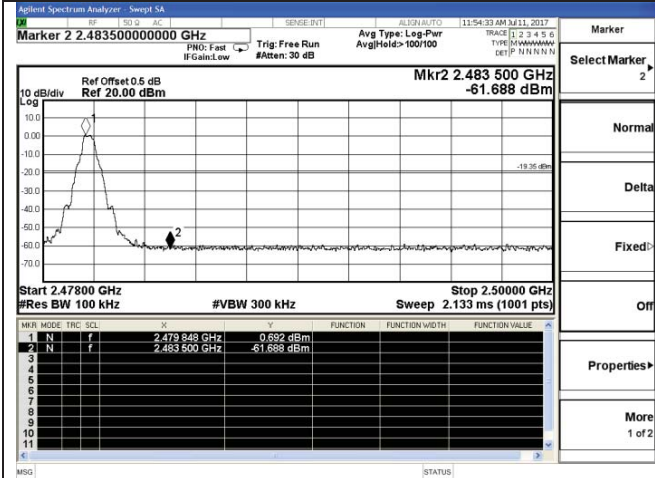 Agilent Spectrum Analyzer - Swept SA
RF 50 Ω AC SENSE:INT ALIGN AUTO 11:54:33 AM Jul 11, 2017
Marker 2 2.483500000000 GHz
PNO: Fast
IFGain:Low
Trig: Free Run
#Atten: 30 dB
Avg Type: Log-Pwr
Avg|Hold:> 100/100
TRACE 1 2 3 4 5 6
TYPE MWWWWW
DET P NNNNN
Ref Offset 0.5 dB
10 dB/div Ref 20.00 dBm
Log
Mkr2 2.483 500 GHz
-61.688 dBm
10.0
0.00
-10.0
-20.0
-30.0
-40.0
-50.0
-60.0
-70.0
1
2
-19.35 dBm
Start 2.47800 GHz Stop 2.50000 GHz
#Res BW 100 kHz #VBW 300 kHz Sweep 2.133 ms (1001 pts)
MKR MODE TRC SCL X Y FUNCTION FUNCTION WIDTH FUNCTION VALUE
1 N f 2.479 848 GHz 0.692 dBm
2 N f 2.483 500 GHz -61.688 dBm
3
4
5
6
7
8
9
10
11
MSG STATUS
Marker
Select Marker
2
Normal
Delta
Fixed
Off
Properties
More
1 of 2